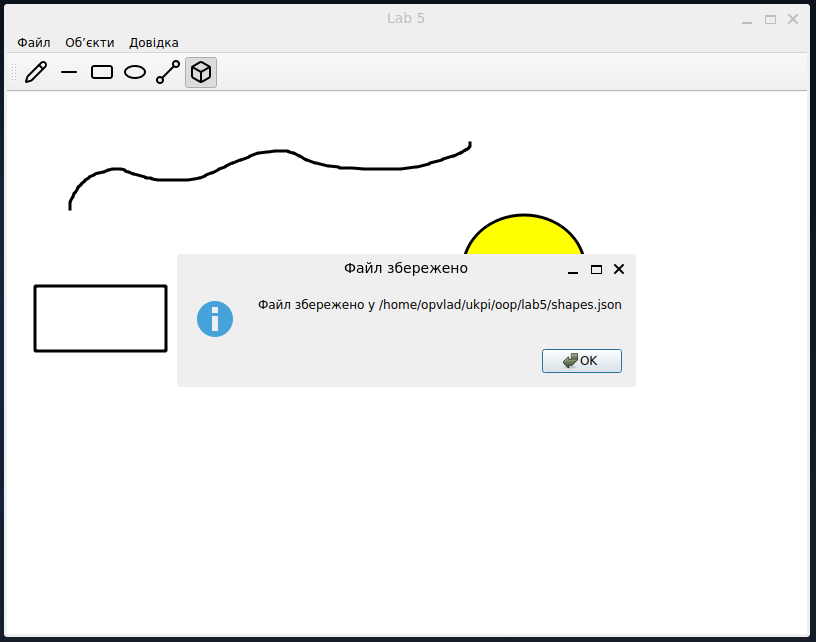 Lab 5
Файл Об’єкти Довідка
Файл збережено
Файл збережено у /home/opvlad/ukpi/oop/lab5/shapes.json
OK